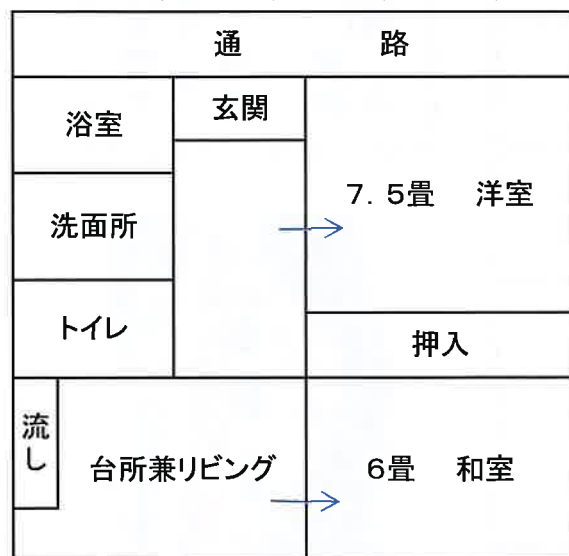 通　路
浴室
玄関
7．5畳　洋室
洗面所
トイレ
押入
流し
台所兼リビング
6畳　和室